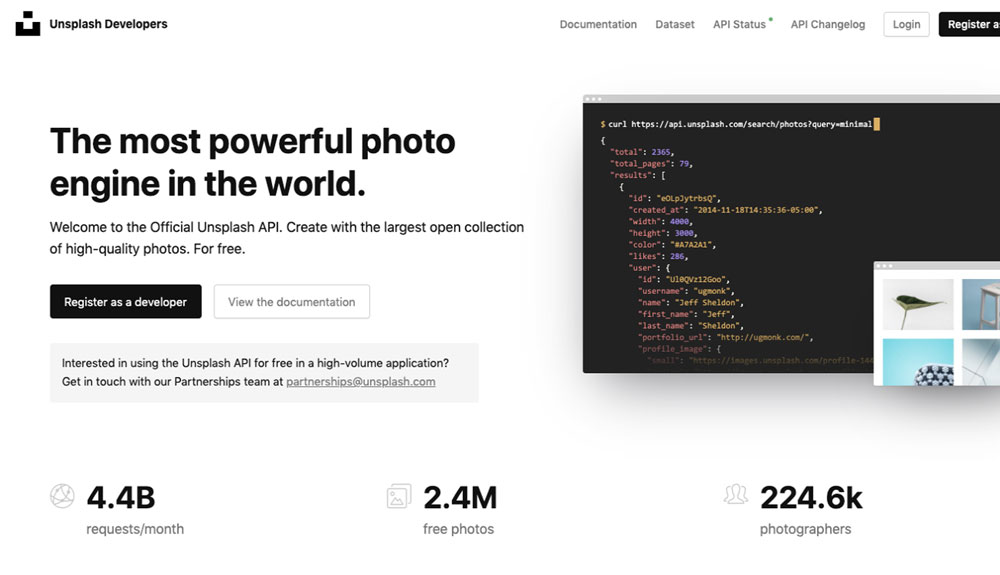 Unsplash Developers
Documentation
Dataset
API Status
API Changelog
Login
Register as
The most powerful photo
engine in the world.
Welcome to the Official Unsplash API. Create with the largest open collection
of high-quality photos. For free.
Register as a developer
View the documentation
Interested in using the Unsplash API for free in a high-volume application?
Get in touch with our Partnerships team at partnerships@unsplash.com
$ curl https://api.unsplash.com/search/photos?query=minimal
{
"total": 2365,
"total_pages": 79,
"results": [
{
"id": "eOLpJytrbsQ",
"created_at": "2014-11-18T14:35:36-05:00",
"width": 4000,
"height": 3000,
"color": "#A7A2A1",
"likes": 286,
"user": {
"id": "Ul0QVz12Goo",
"username": "ugmonk",
"name": "Jeff Sheldon",
"first_name": "Jeff",
"last_name": "Sheldon",
"portfolio_url": "http://ugmonk.com/",
"profile_image": {
"small": "https://images.unsplash.com/profile-144
4.4B
requests/month
2.4M
free photos
224.6k
photographers